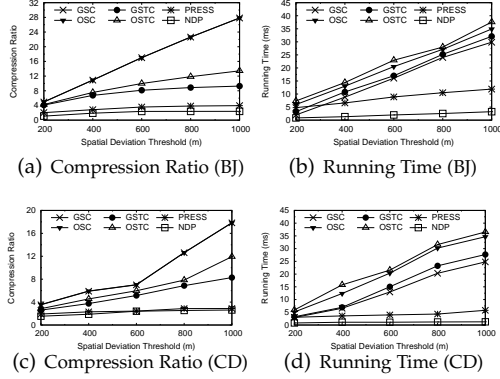 32
28
24
20
16
12
8
4
0
Compression Ratio
GSC
OSC
GSTC
OSTC
PRESS
NDP
200 400 600 800 1000
Spatial Deviation Threshold (m)
(a) Compression Ratio (BJ)
45
40
35
30
25
20
15
10
5
0
Running Time (ms)
GSC
OSC
GSTC
OSTC
PRESS
NDP
200 400 600 800 1000
Spatial Deviation Threshold (m)
(b) Running Time (BJ)
20
16
12
8
4
0
Compression Ratio
GSC
OSC
GSTC
OSTC
PRESS
NDP
200 400 600 800 1000
Spatial Deviation Threshold (m)
(c) Compression Ratio (CD)
45
40
35
30
25
20
15
10
5
0
Running Time (ms)
GSC
OSC
GSTC
OSTC
PRESS
NDP
200 400 600 800 1000
Spatial Deviation Threshold (m)
(d) Running Time (CD)